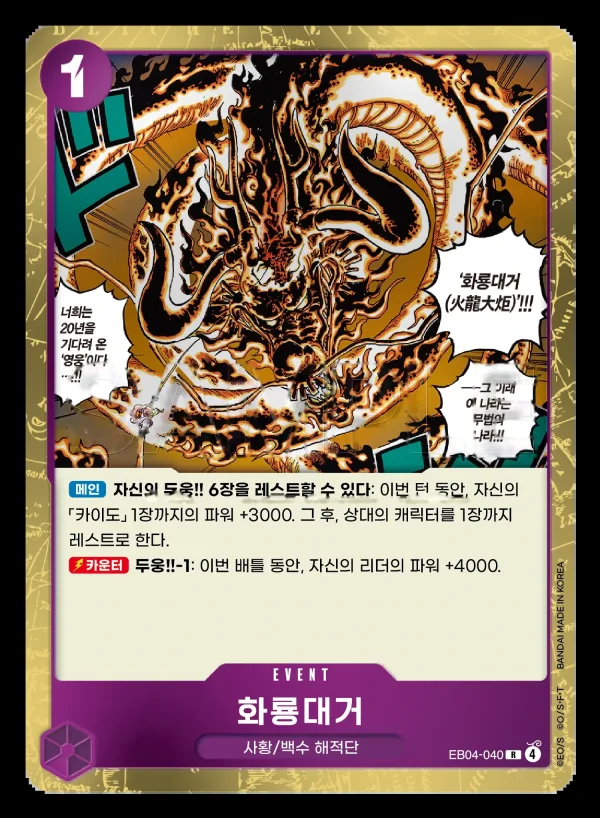 1
'화룡대거
(火龍大炬)'!!!
너희는
20년을
기다려 온
'영웅'이다
…!!
──그 미래
에 나라는
무법의
나라!!
메인 자신의 두웅!! 6장을 레스트할 수 있다: 이번 턴 동안, 자신의
「카이도」 1장까지의 파워 +3000. 그 후, 상대의 캐릭터를 1장까지
레스트로 한다.
카운터 두웅!!-1: 이번 배틀 동안, 자신의 리더의 파워 +4000.
EVENT
화룡대거
사황/백수 해적단
EB04-040 R 4
©EO/S ©O/S·F·T BANDAI MADE IN KOREA